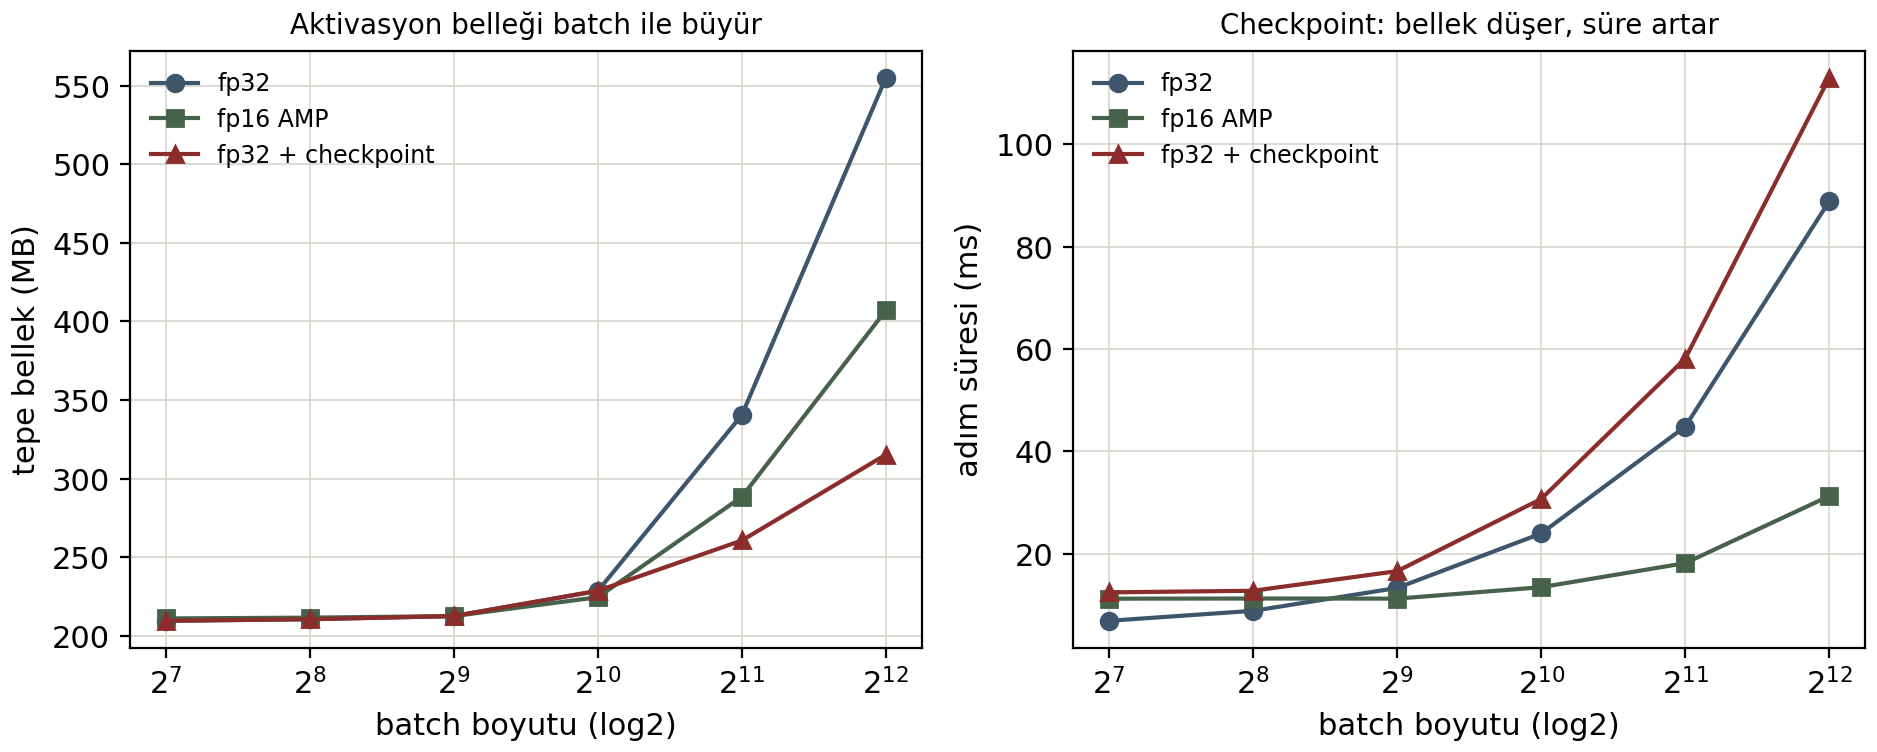 Aktivasyon belleği batch ile büyür
fp32
fp16 AMP
fp32 + checkpoint
tepe bellek (MB)
550
500
450
400
350
300
250
200
2^7 2^8 2^9 2^10 2^11 2^12
batch boyutu (log2)
Checkpoint: bellek düşer, süre artar
fp32
fp16 AMP
fp32 + checkpoint
adım süresi (ms)
100
80
60
40
20
2^7 2^8 2^9 2^10 2^11 2^12
batch boyutu (log2)